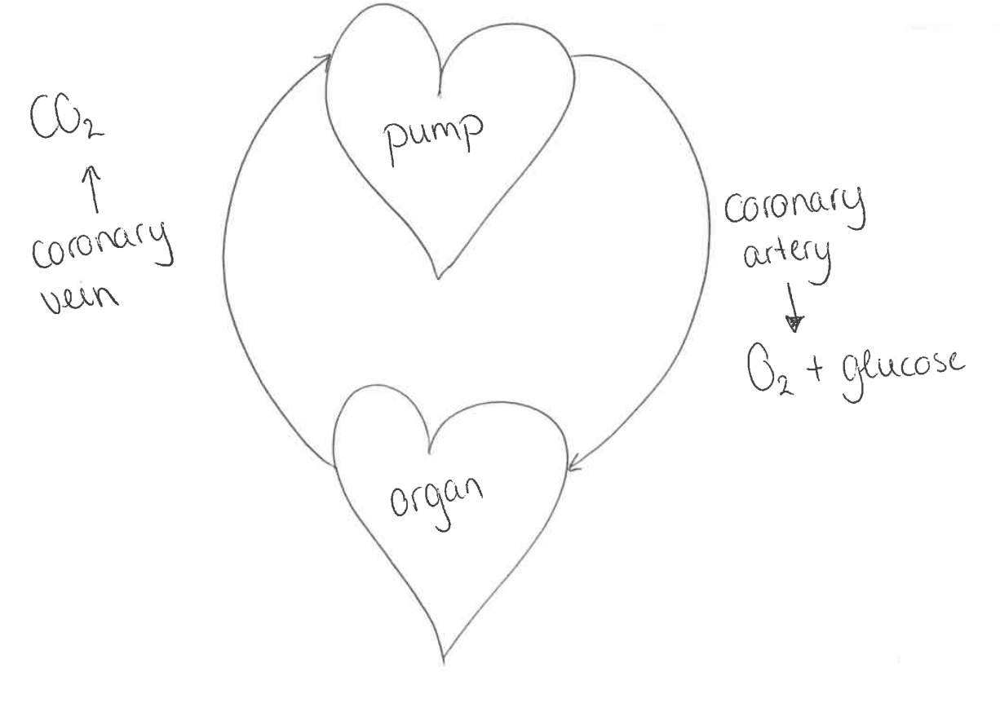 pump
CO₂
coronary
vein
coronary
artery
O₂ + glucose
organ